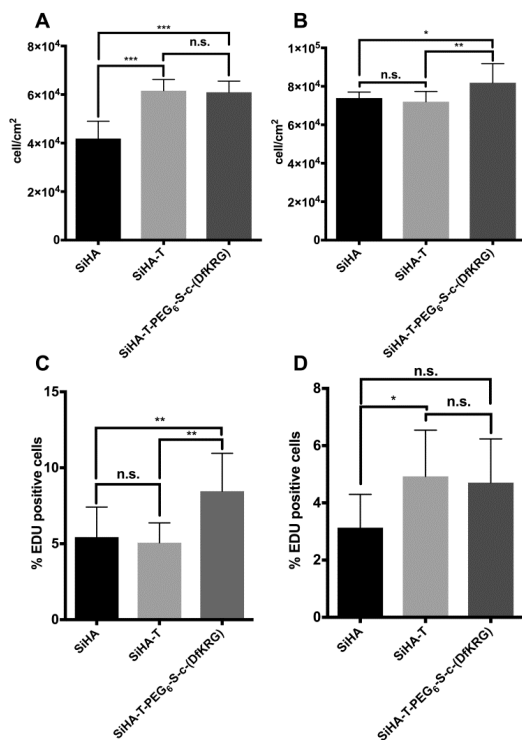 A
***
n.s.
***
8×10⁴
6×10⁴
4×10⁴
2×10⁴
0
cell/cm²
SiHA
SiHA-T
SiHA-T-PEG₆-S-c-(DfKRG)
B
*
**
n.s.
1×10⁵
8×10⁴
6×10⁴
4×10⁴
2×10⁴
0
cell/cm²
SiHA
SiHA-T
SiHA-T-PEG₆-S-c-(DfKRG)
C
**
**
n.s.
15
10
5
0
% EDU positive cells
SiHA
SiHA-T
SiHA-T-PEG₆-S-c-(DfKRG)
D
n.s.
*
n.s.
8
6
4
2
0
% EDU positive cells
SiHA
SiHA-T
SiHA-T-PEG₆-S-c-(DfKRG)